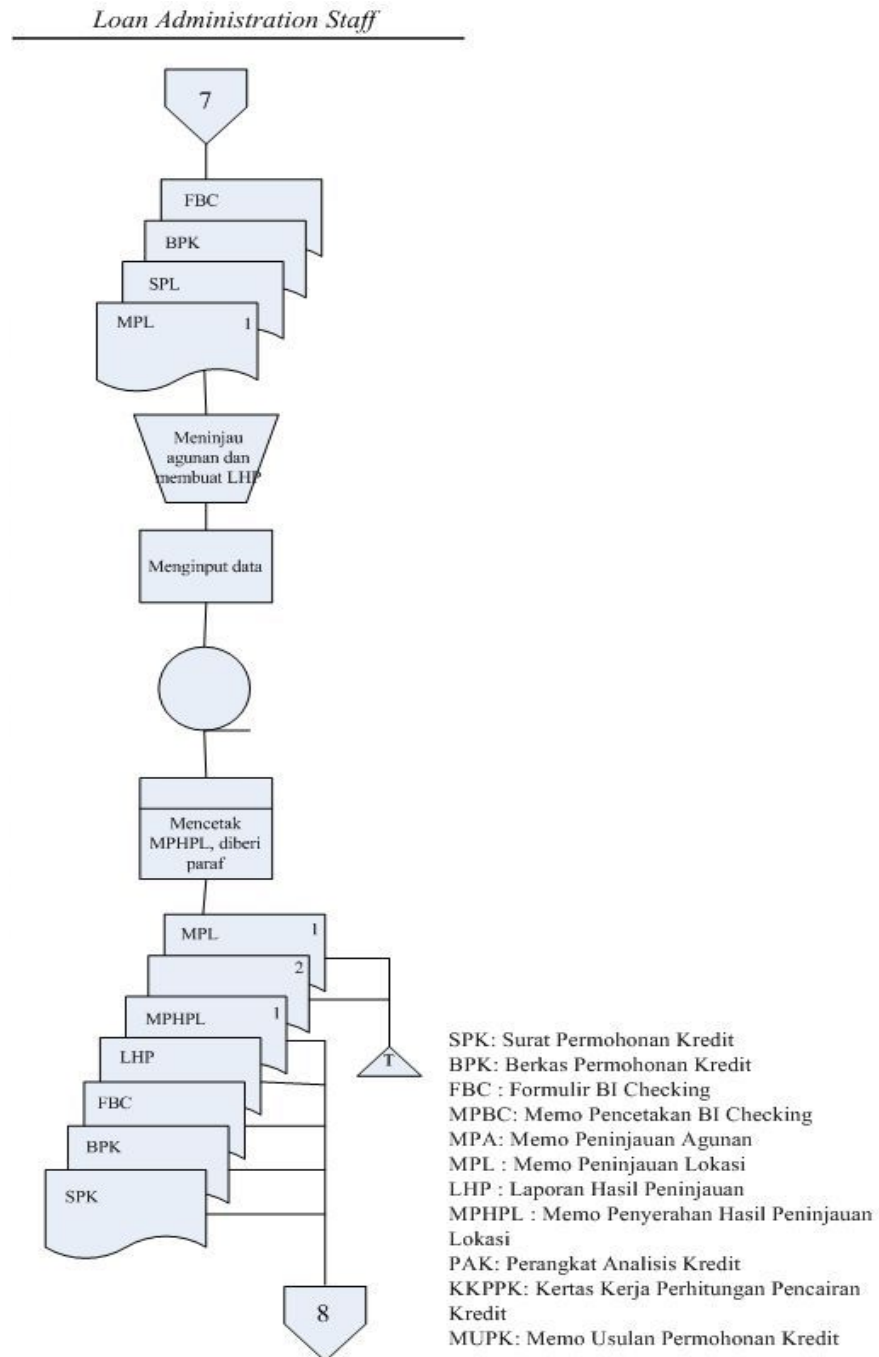 Loan Administration Staff
7
FBC
BPK
SPL
MPL 1
Meninjau
agunan dan
membuat LHP
Menginput data
Mencetak
MPHPL, diberi
paraf
MPL 1
2
MPHPL 1
LHP
FBC
BPK
SPK
T
8
SPK: Surat Permohonan Kredit
BPK: Berkas Permohonan Kredit
FBC : Formulir BI Checking
MPBC: Memo Pencetakan BI Checking
MPA: Memo Peninjauan Agunan
MPL : Memo Peninjauan Lokasi
LHP : Laporan Hasil Peninjauan
MPHPL : Memo Penyerahan Hasil Peninjauan
Lokasi
PAK: Perangkat Analisis Kredit
KKPPK: Kertas Kerja Perhitungan Pencairan
Kredit
MUPK: Memo Usulan Permohonan Kredit